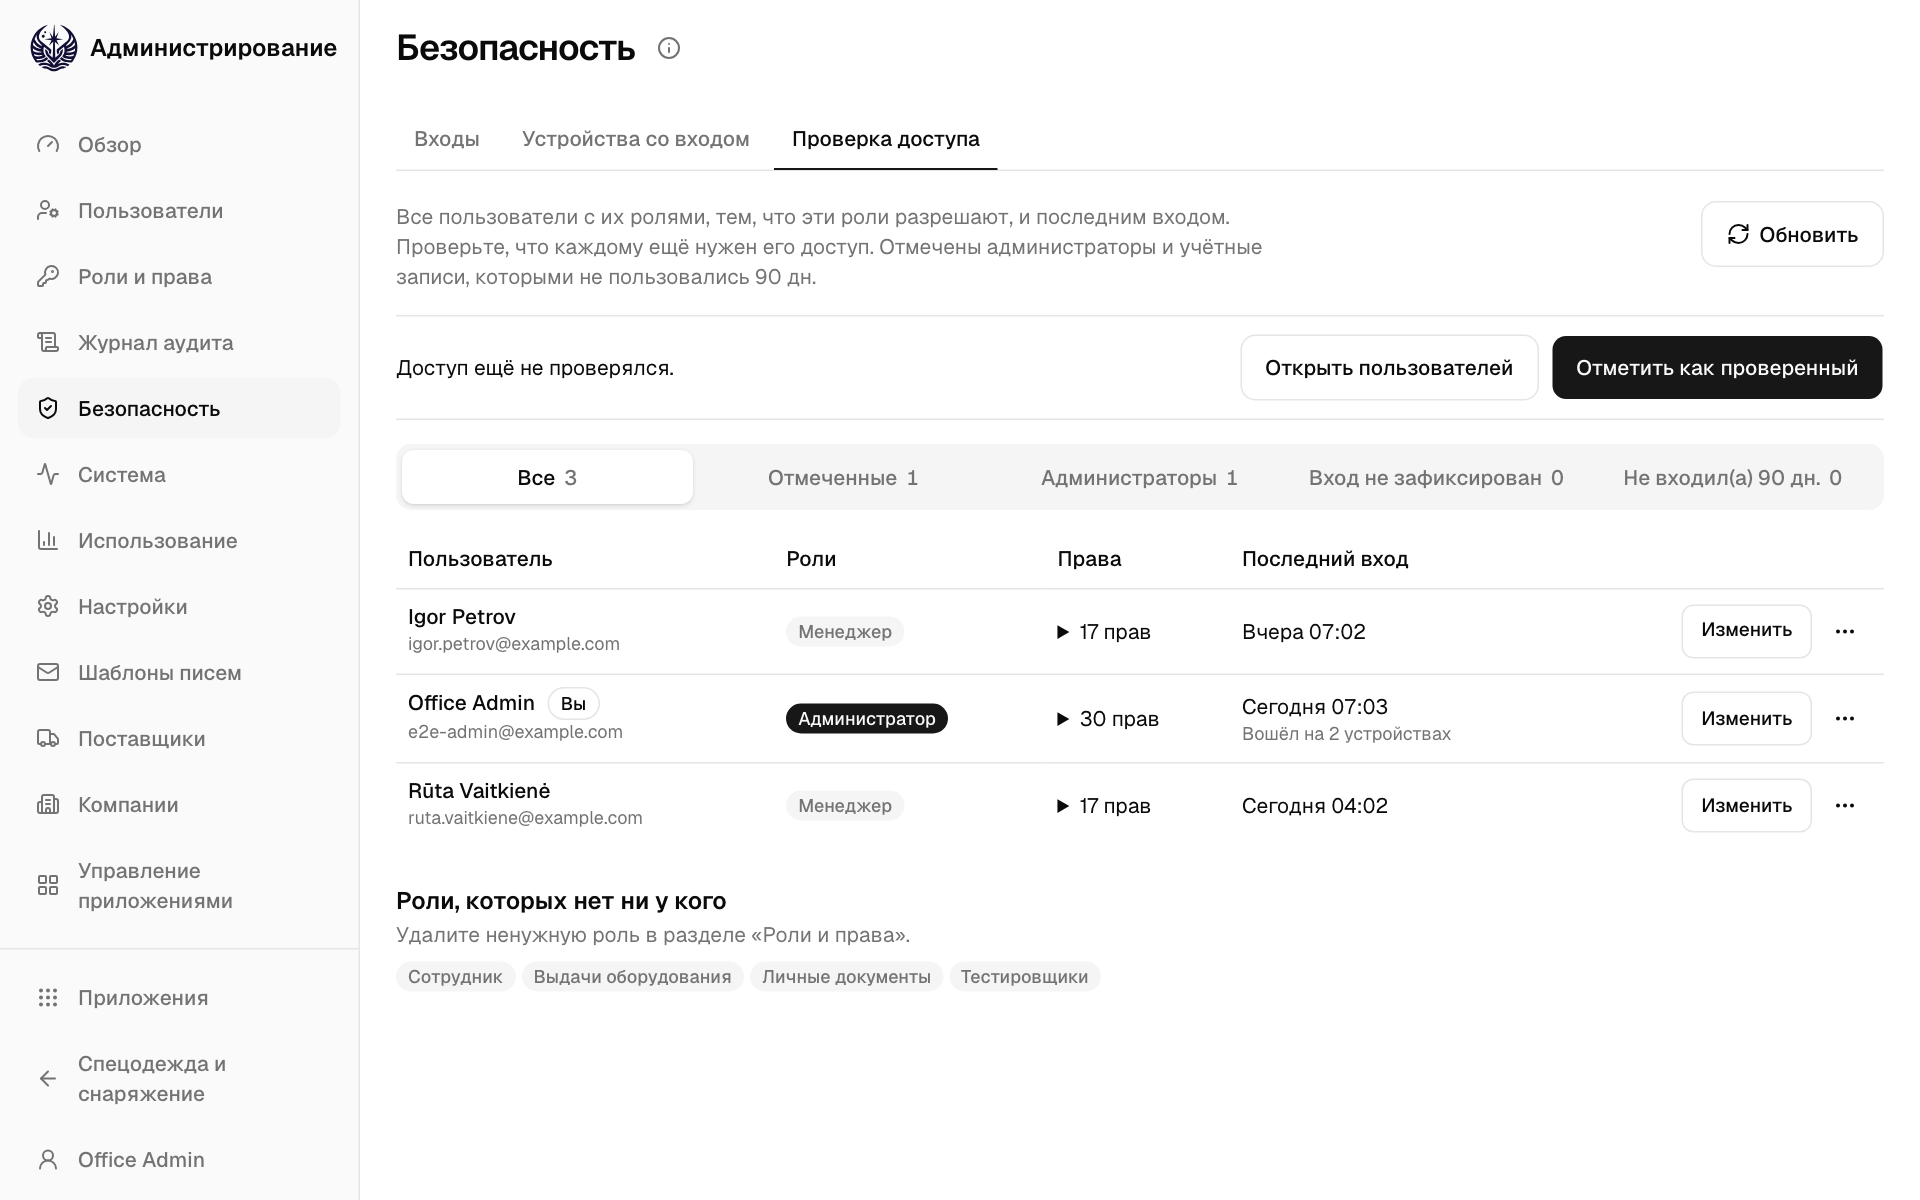 Администрирование
Обзор
Пользователи
Роли и права
Журнал аудита
Безопасность
Система
Использование
Настройки
Шаблоны писем
Поставщики
Компании
Управление
приложениями
Приложения
Спецодежда и
снаряжение
Office Admin
Безопасность
Входы Устройства со входом Проверка доступа
Все пользователи с их ролями, тем, что эти роли разрешают, и последним входом.
Проверьте, что каждому ещё нужен его доступ. Отмечены администраторы и учётные
записи, которыми не пользовались 90 дн.
Обновить
Доступ ещё не проверялся.
Открыть пользователей
Отметить как проверенный
Все 3 Отмеченные 1 Администраторы 1 Вход не зафиксирован 0 Не входил(а) 90 дн. 0
Пользователь Роли Права Последний вход
Igor Petrov
igor.petrov@example.com
Менеджер 17 прав Вчера 07:02 Изменить
Office Admin Вы
e2e-admin@example.com
Администратор 30 прав Сегодня 07:03
Вошёл на 2 устройствах
Изменить
Rūta Vaitkienė
ruta.vaitkiene@example.com
Менеджер 17 прав Сегодня 04:02 Изменить
Роли, которых нет ни у кого
Удалите ненужную роль в разделе «Роли и права».
Сотрудник Выдачи оборудования Личные документы Тестировщики